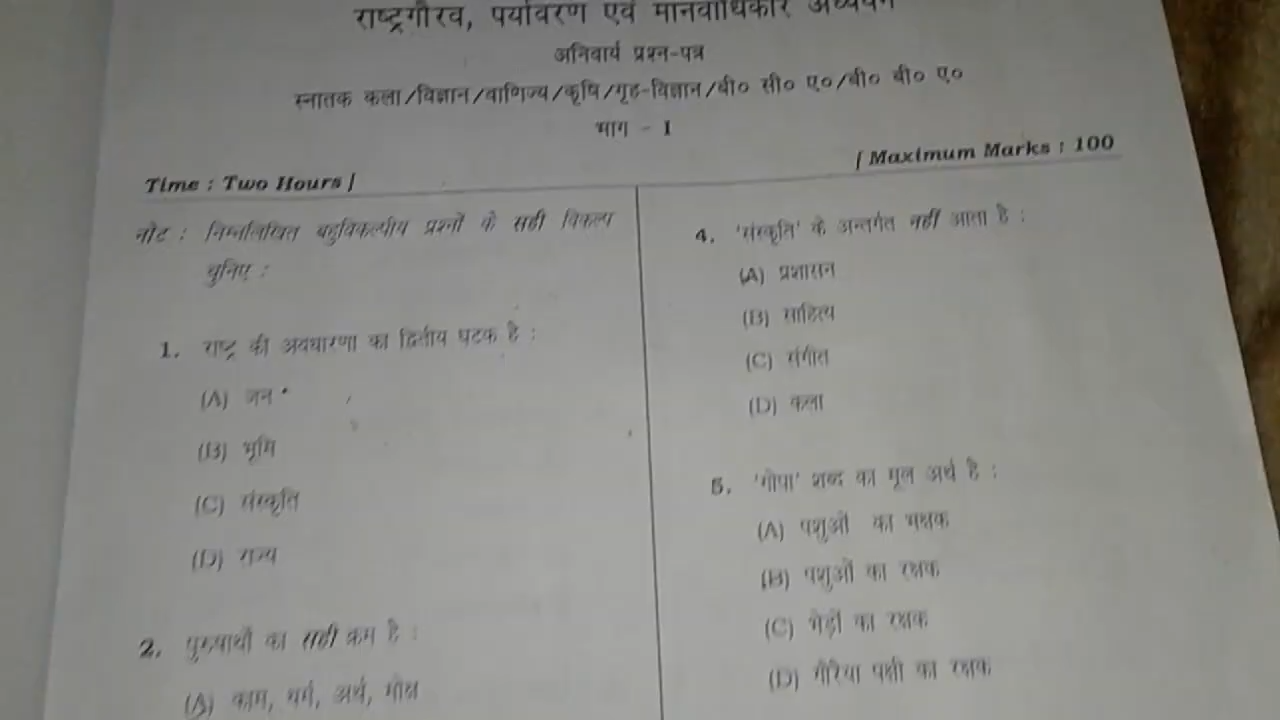 राष्ट्रगौरव, पर्यावरण एवं मानवाधिकार अध्ययन
अनिवार्य प्रश्न-पत्र
स्नातक कला/विज्ञान/वाणिज्य/कृषि/गृह-विज्ञान/बी० सी० ए०/बी० बी० ए०
भाग - I
Time : Two Hours ]
[ Maximum Marks : 100
नोट : निम्नलिखित बहुविकल्पीय प्रश्नों के सही विकल्प
चुनिए :
1. राष्ट्र की अवधारणा का द्वितीय घटक है :
(A) जन
(B) भूमि
(C) संस्कृति
(D) राज्य
2. पुरुषार्थों का सही क्रम है :
(A) काम, धर्म, अर्थ, मोक्ष
4. 'संस्कृति' के अन्तर्गत नहीं आता है :
(A) प्रशासन
(B) साहित्य
(C) संगीत
(D) कला
5. 'गोपा' शब्द का मूल अर्थ है :
(A) पशुओं का भक्षक
(B) पशुओं का रक्षक
(C) भेड़ों का रक्षक
(D) गौरैया पक्षी का रक्षक